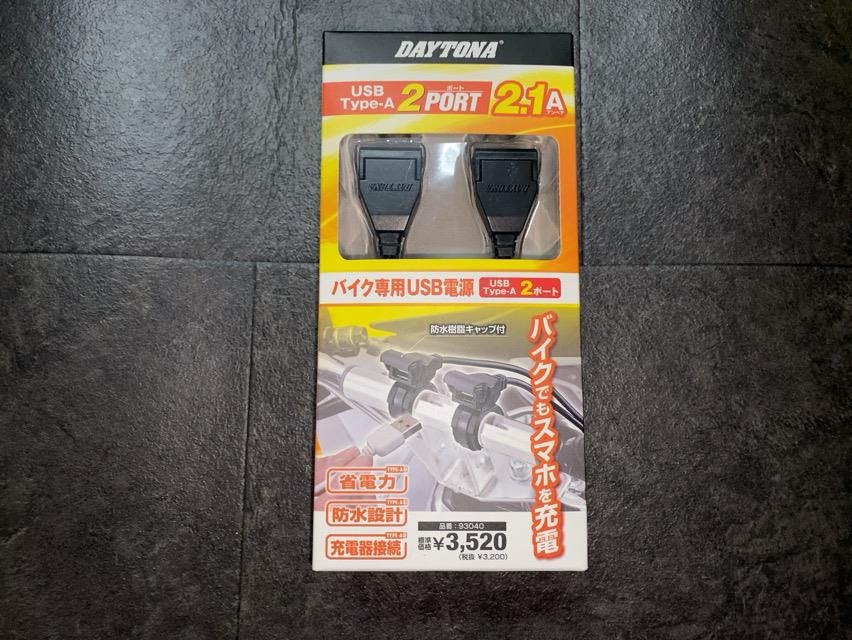 DAYTONA®
USB
Type-A
2PORT
ポート
2.1A
アンペア
DAYTONA
DAYTONA
バイク専用USB電源
USB
Type-A 2ポート
防水樹脂キャップ付
バイクでもスマホを充電
省電力
防水設計
充電器接続
品番:93040
標準
価格
¥3,520
(税抜 ¥3,200)